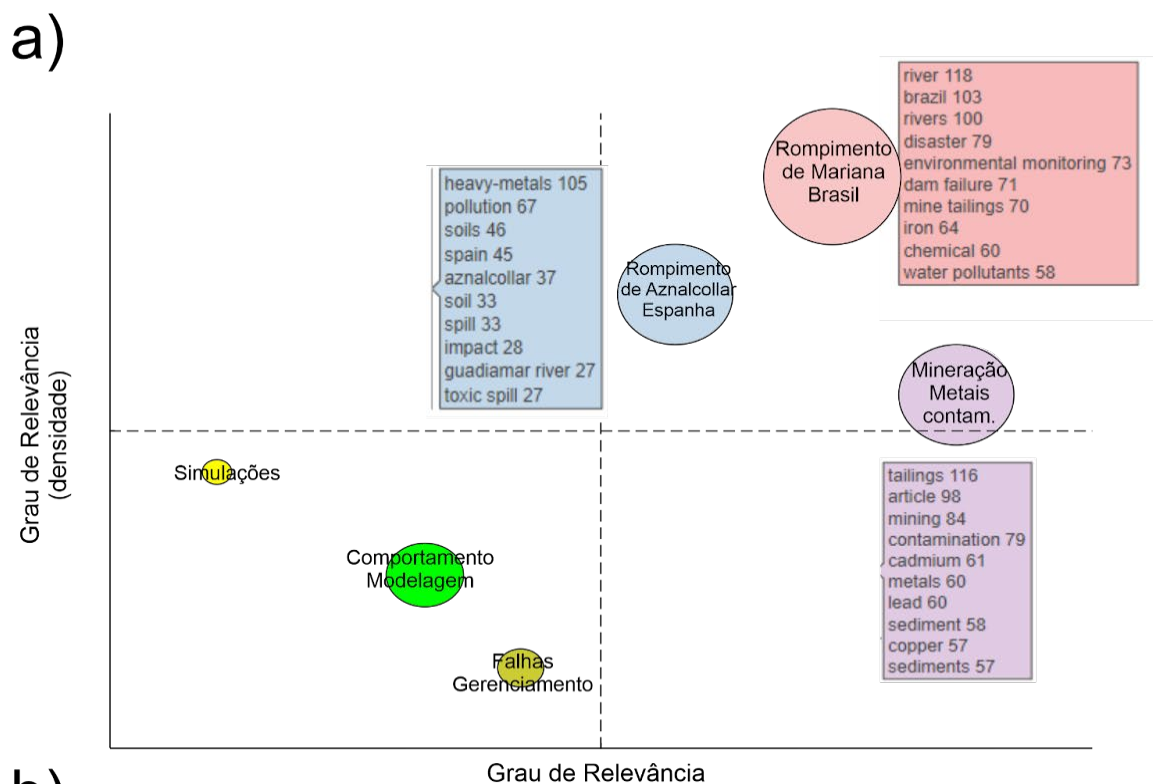 a)
river 118
brazil 103
rivers 100
disaster 79
environmental monitoring 73
dam failure 71
mine tailings 70
iron 64
chemical 60
water pollutants 58
Rompimento
de Mariana
Brasil
heavy-metals 105
pollution 67
soils 46
spain 45
aznalcollar 37
soil 33
spill 33
impact 28
guadiamar river 27
toxic spill 27
Rompimento
de Aznalcollar
Espanha
Mineração
Metais
contam.
Grau de Relevância
(densidade)
Simulações
tailings 116
article 98
mining 84
contamination 79
cadmium 61
metals 60
lead 60
sediment 58
copper 57
sediments 57
Comportamento
Modelagem
Falhas
Gerenciamento
Grau de Relevância